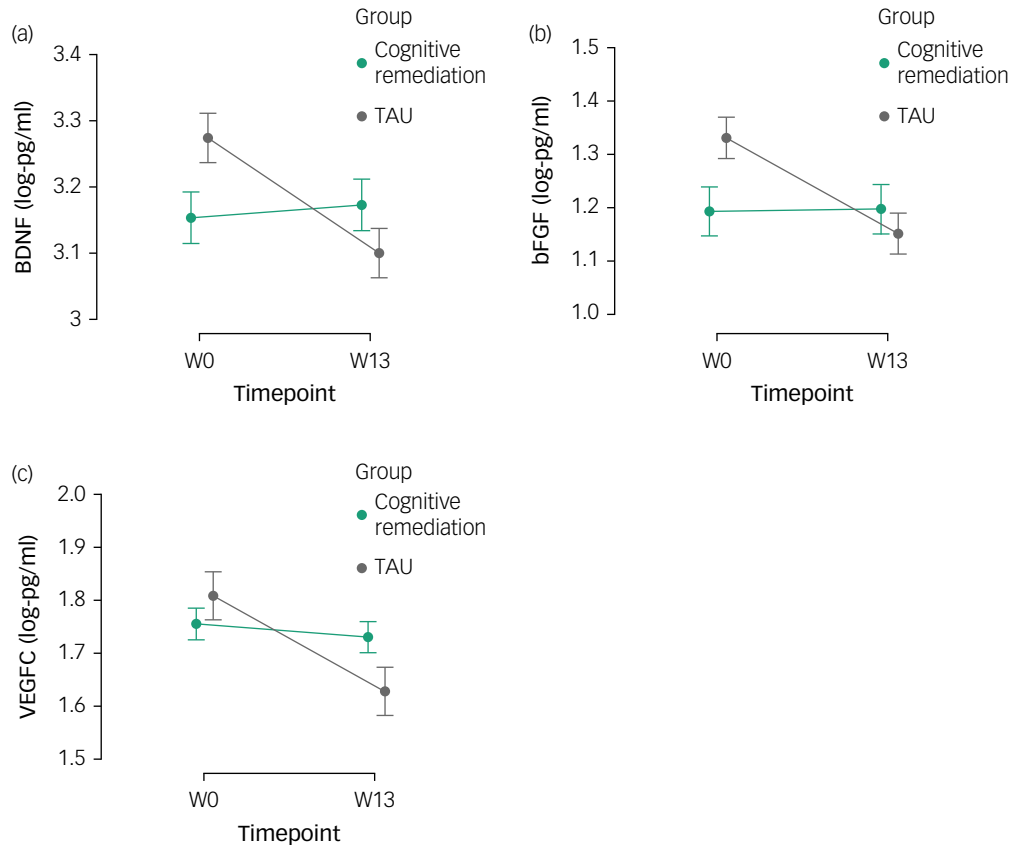 (a)
Group
Cognitive
remediation
TAU
BDNF (log-pg/ml)
3.4
3.3
3.2
3.1
3
W0
W13
Timepoint
(b)
Group
Cognitive
remediation
TAU
bFGF (log-pg/ml)
1.5
1.4
1.3
1.2
1.1
1.0
W0
W13
Timepoint
(c)
Group
Cognitive
remediation
TAU
VEGFC (log-pg/ml)
2.0
1.9
1.8
1.7
1.6
1.5
W0
W13
Timepoint